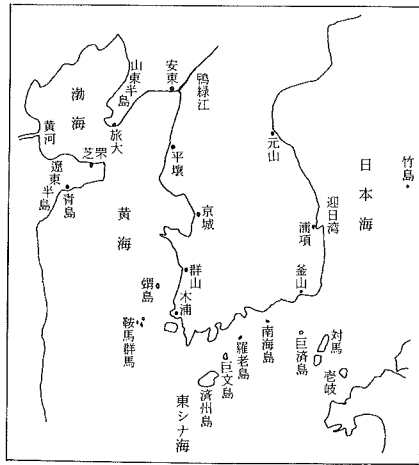 渤海
山東半島
安東
鴨緑江
旅大
黄河
芝罘
遼東半島
青島
黄海
平壌
京城
元山
日本海
竹島
迎日湾
浦項
群山
木浦
蝟島
鞍馬群馬
釜山
南海島
巨済島
対馬
壱岐
羅老島
巨文島
済州島
東シナ海